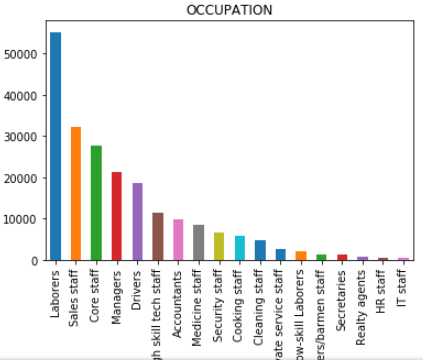 OCCUPATION
50000
40000
30000
20000
10000
0
Laborers
Sales staff
Core staff
Managers
Drivers
gh skill tech staff
Accountants
Medicine staff
Security staff
Cooking staff
Cleaning staff
vate service staff
ow-skill Laborers
ers/barmen staff
Secretaries
Realty agents
HR staff
IT staff